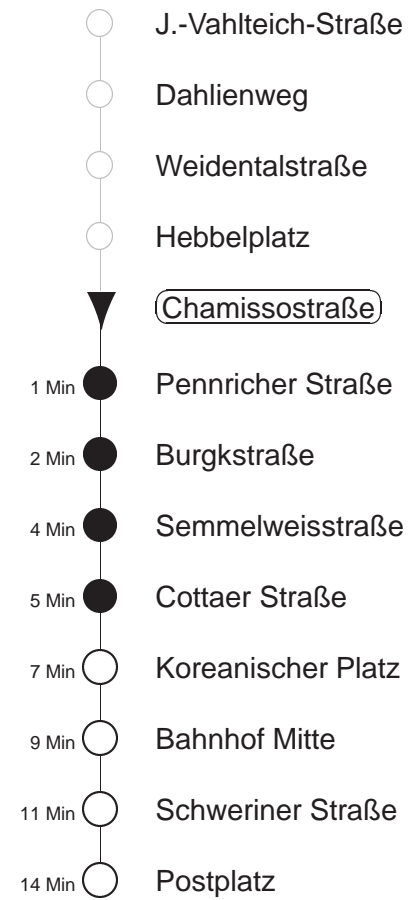 J.-Vahlteich-Straße
Dahlienweg
Weidentalstraße
Hebbelplatz
Chamissostraße
1 Min Pennricher Straße
2 Min Burgkstraße
4 Min Semmelweisstraße
5 Min Cottaer Straße
7 Min Koreanischer Platz
9 Min Bahnhof Mitte
11 Min Schweriner Straße
14 Min Postplatz